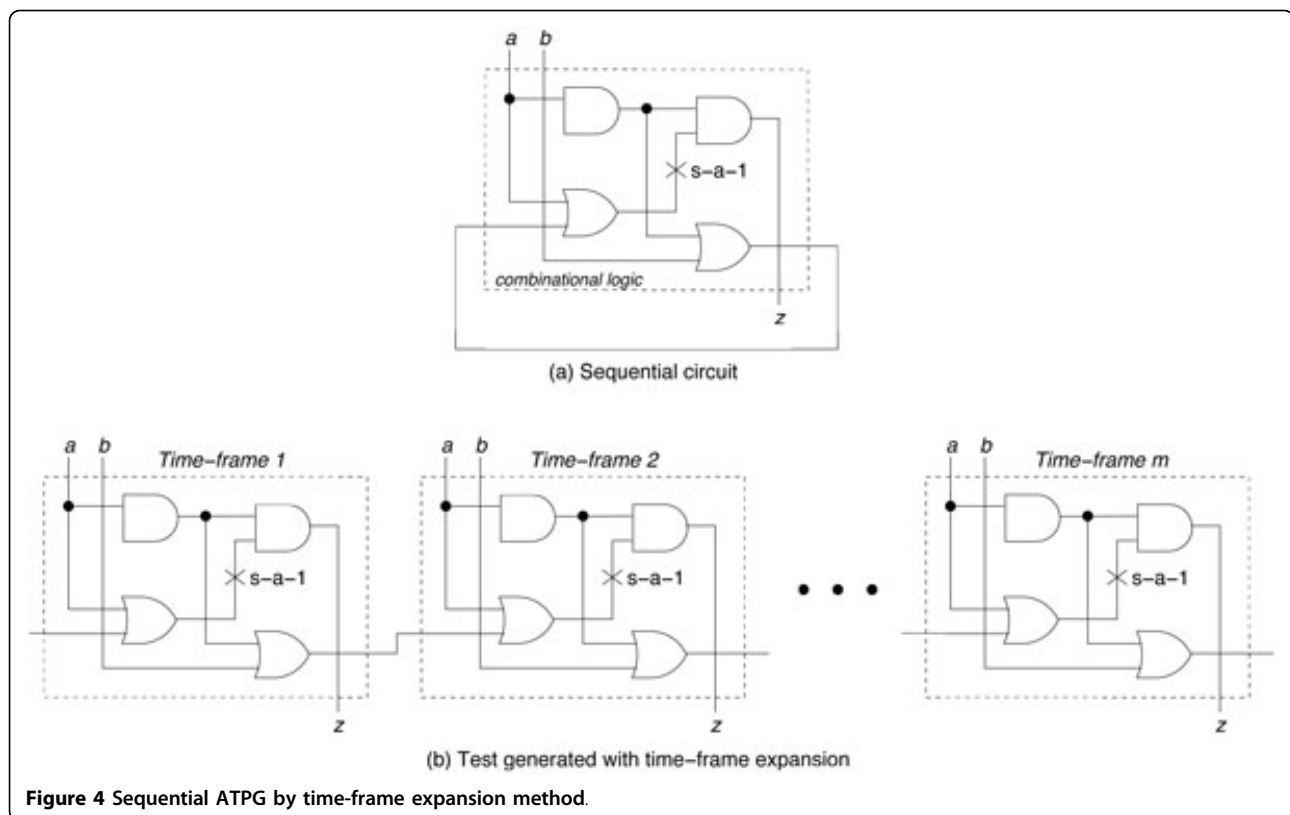 a b
s-a-1
combinational logic
z
(a) Sequential circuit
a b
Time-frame 1
s-a-1
z
a b
Time-frame 2
s-a-1
z
a b
Time-frame m
s-a-1
z
(b) Test generated with time-frame expansion
Figure 4 Sequential ATPG by time-frame expansion method.